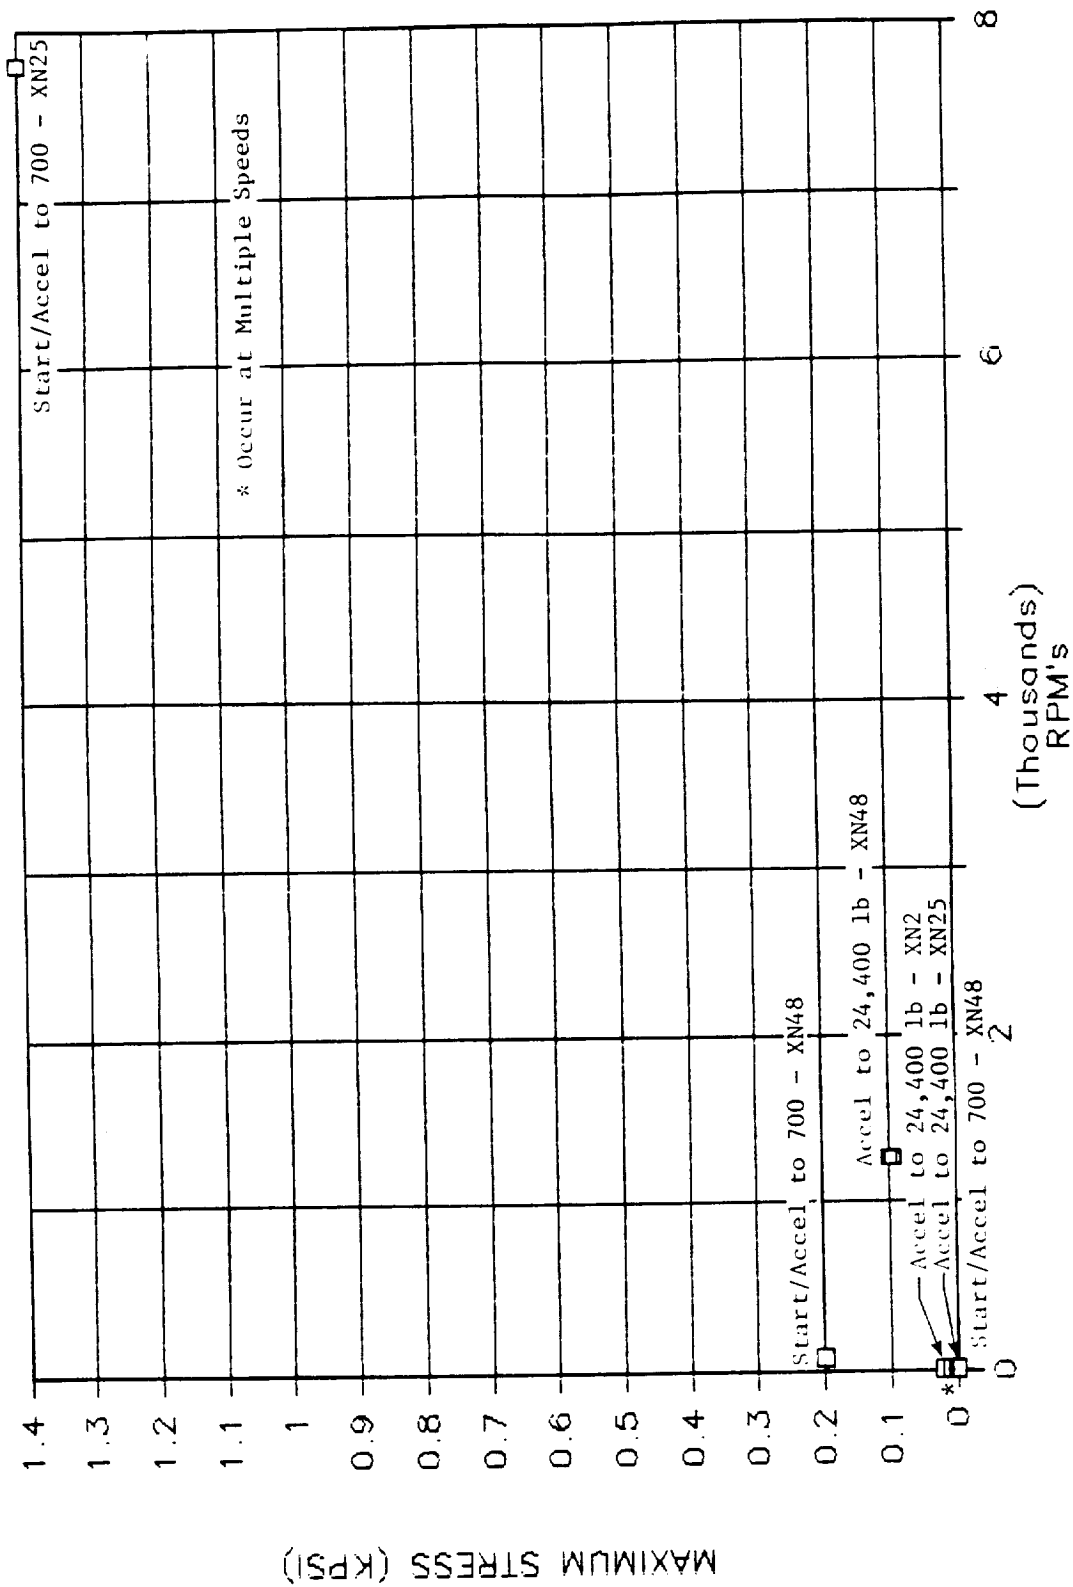 MAXIMUM STRESS (KPSI)
1.4
1.3
1.2
1.1
1
0.9
0.8
0.7
0.6
0.5
0.4
0.3
0.2
0.1
0
Start/Accel to 700 - XN25
* Occur at Multiple Speeds
Start/Accel to 700 - XN48
Accel to 24,400 lb - XN48
Accel to 24,400 lb - XN2
Accel to 24,400 lb - XN25
*
Start/Accel to 700 - XN48
0
2
4
6
8
(Thousands)
RPM's